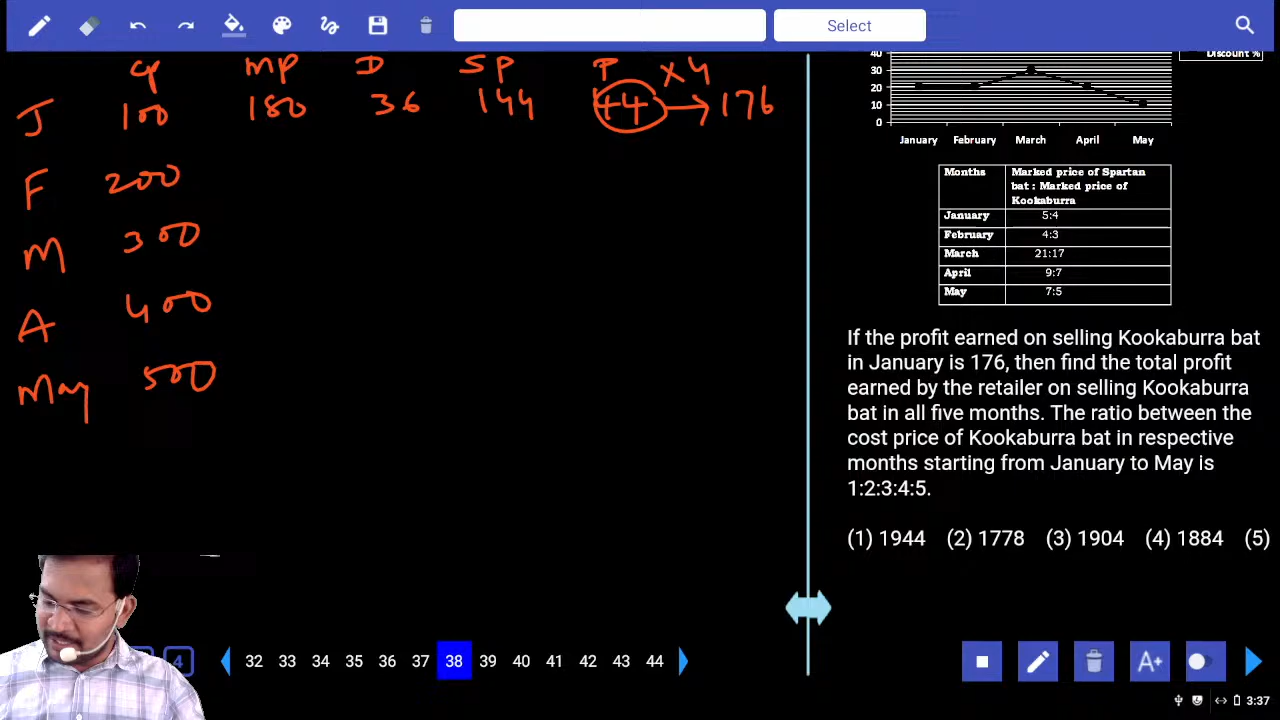 Select
CP MP D SP P ×4
J 100 180 36 144 44 → 176
F 200
M 300
A 400
May 500
40
30
20
10
0
Discount %
January February March April May
Months Marked price of Spartan bat : Marked price of Kookaburra
January 5:4
February 4:3
March 21:17
April 9:7
May 7:5
If the profit earned on selling Kookaburra bat
in January is 176, then find the total profit
earned by the retailer on selling Kookaburra
bat in all five months. The ratio between the
cost price of Kookaburra bat in respective
months starting from January to May is
1:2:3:4:5.
(1) 1944 (2) 1778 (3) 1904 (4) 1884 (5)
4 32 33 34 35 36 37 38 39 40 41 42 43 44
A+
3:37